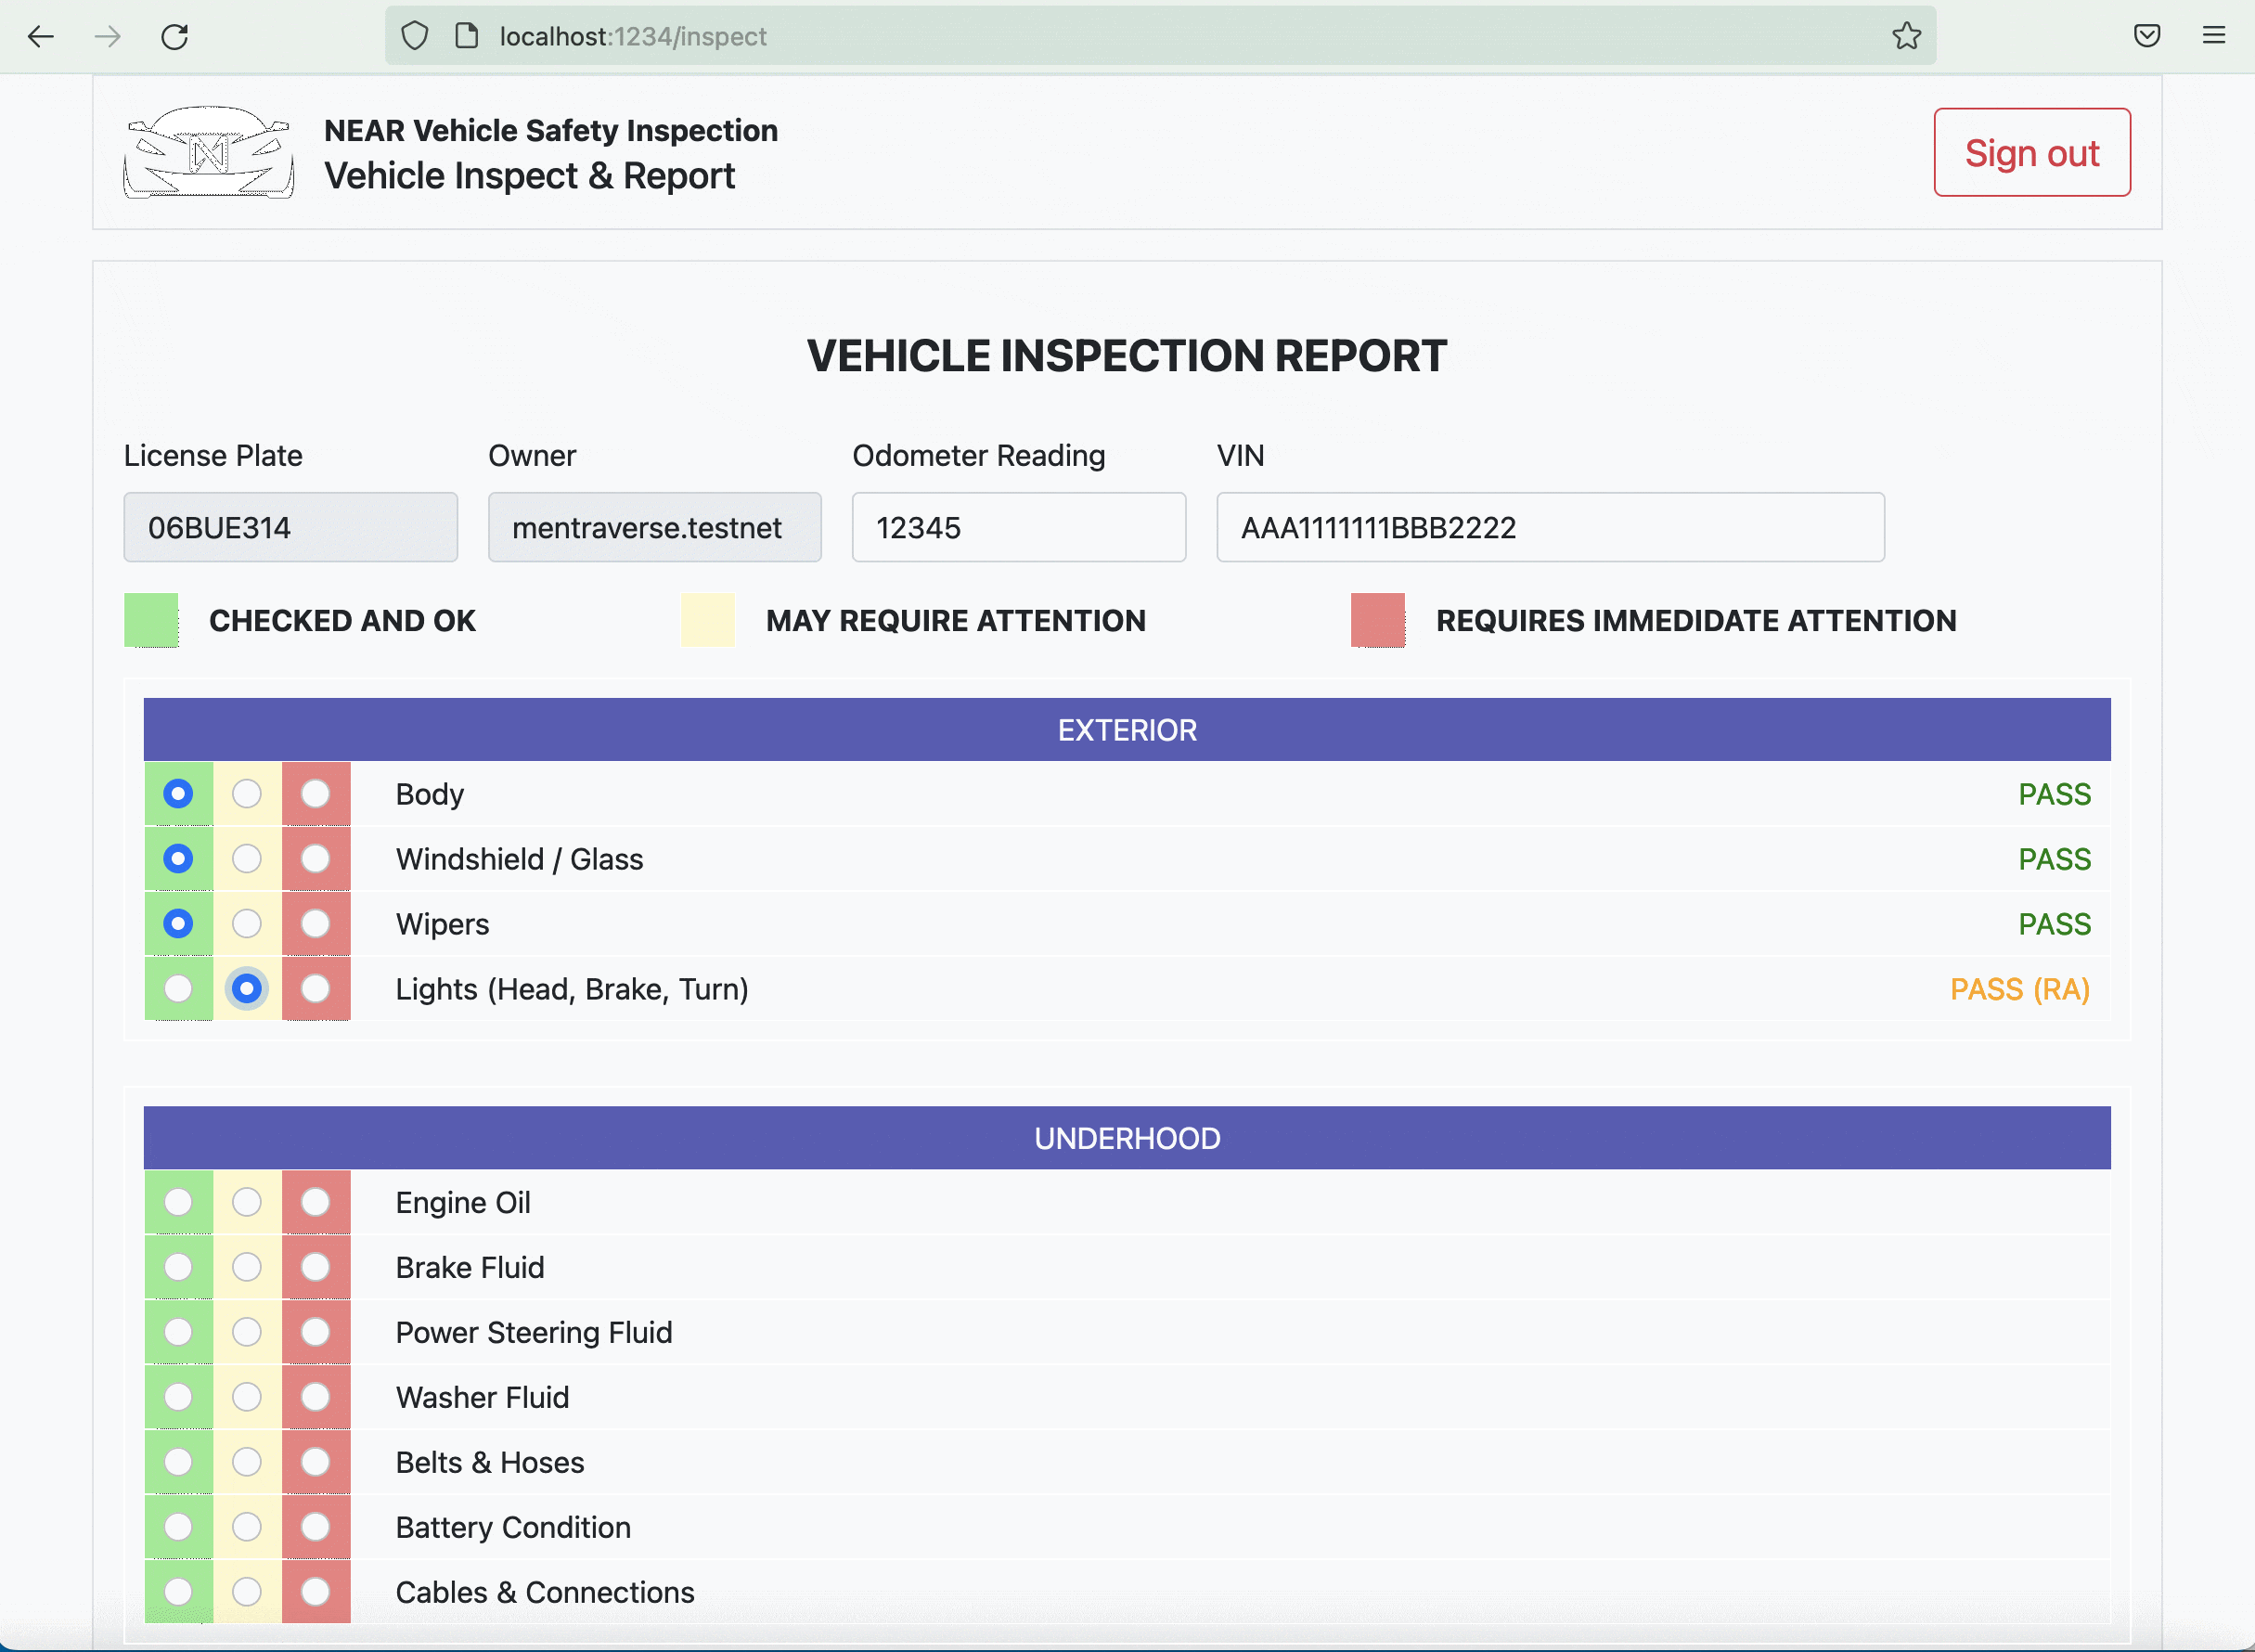 localhost:1234/inspect
NEAR Vehicle Safety Inspection
Vehicle Inspect & Report
Sign out
VEHICLE INSPECTION REPORT
License Plate Owner Odometer Reading VIN
06BUE314 mentraverse.testnet 12345 AAA1111111BBB2222
CHECKED AND OK MAY REQUIRE ATTENTION REQUIRES IMMEDIDATE ATTENTION
EXTERIOR
Body PASS
Windshield / Glass PASS
Wipers PASS
Lights (Head, Brake, Turn) PASS (RA)
UNDERHOOD
Engine Oil
Brake Fluid
Power Steering Fluid
Washer Fluid
Belts & Hoses
Battery Condition
Cables & Connections